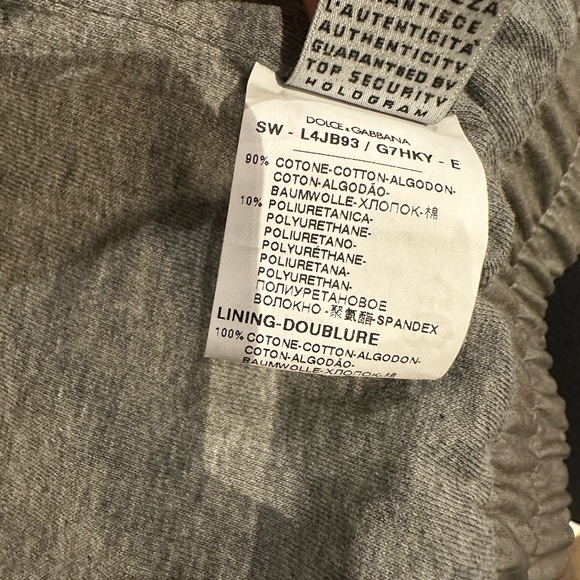 ZZA
ANTISCE
L'AUTENTICITÀ
AUTHENTICITY
GUARANTEED BY
TOP SECURITY
HOLOGRAM
DOLCE & GABBANA
SW - L4JB93 / G7HKY - E
90% COTONE-COTTON-ALGODON-
COTON-ALGODÃO-
BAUMWOLLE-ХЛОПОК-棉
10% POLIURETANICA-
POLYURETHANE-
POLIURETANO-
POLYURÉTHANE-
POLIURETANA-
POLYURETHAN-
ПОЛИУРЕТАНОВОЕ
ВОЛОКНО-聚氨酯-SPANDEX
LINING-DOUBLURE
100% COTONE-COTTON-ALGODON-
COTON-ALGODÃO-
BAUMWOLLE-ХЛОПОК-棉